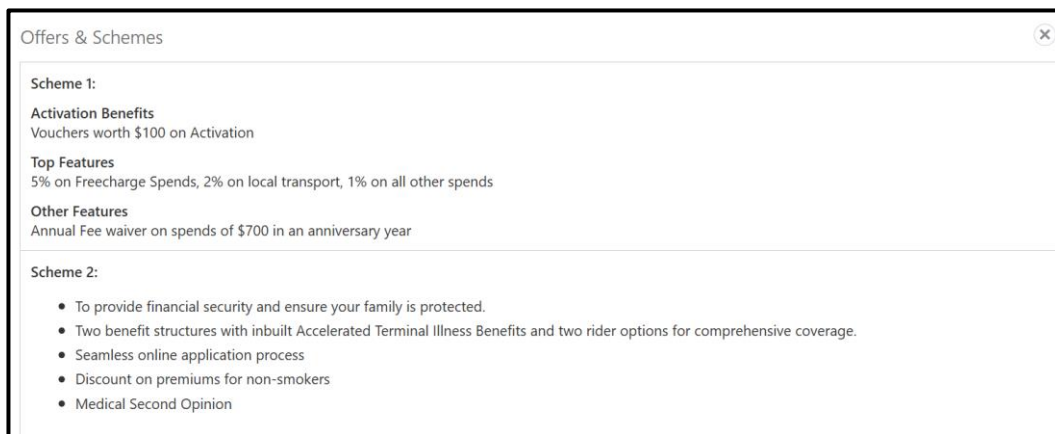 Offers & Schemes
Scheme 1:
Activation Benefits
Vouchers worth $100 on Activation
Top Features
5% on Freecharge Spends, 2% on local transport, 1% on all other spends
Other Features
Annual Fee waiver on spends of $700 in an anniversary year
Scheme 2:
• To provide financial security and ensure your family is protected.
• Two benefit structures with inbuilt Accelerated Terminal Illness Benefits and two rider options for comprehensive coverage.
• Seamless online application process
• Discount on premiums for non-smokers
• Medical Second Opinion